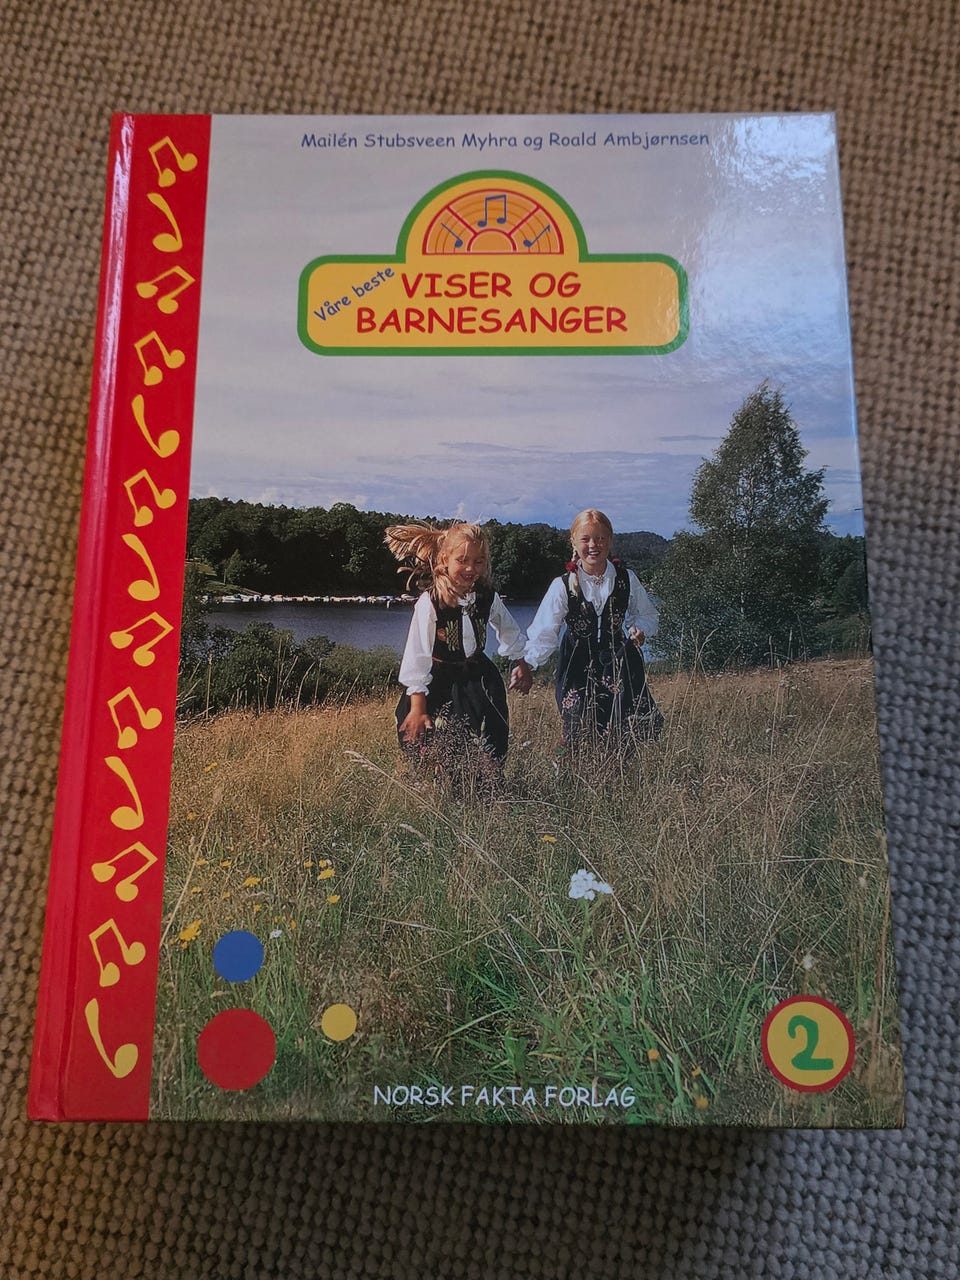 Mailén Stubsveen Myhra og Roald Ambjørnsen
Våre beste
VISER OG
BARNESANGER
2
NORSK FAKTA FORLAG